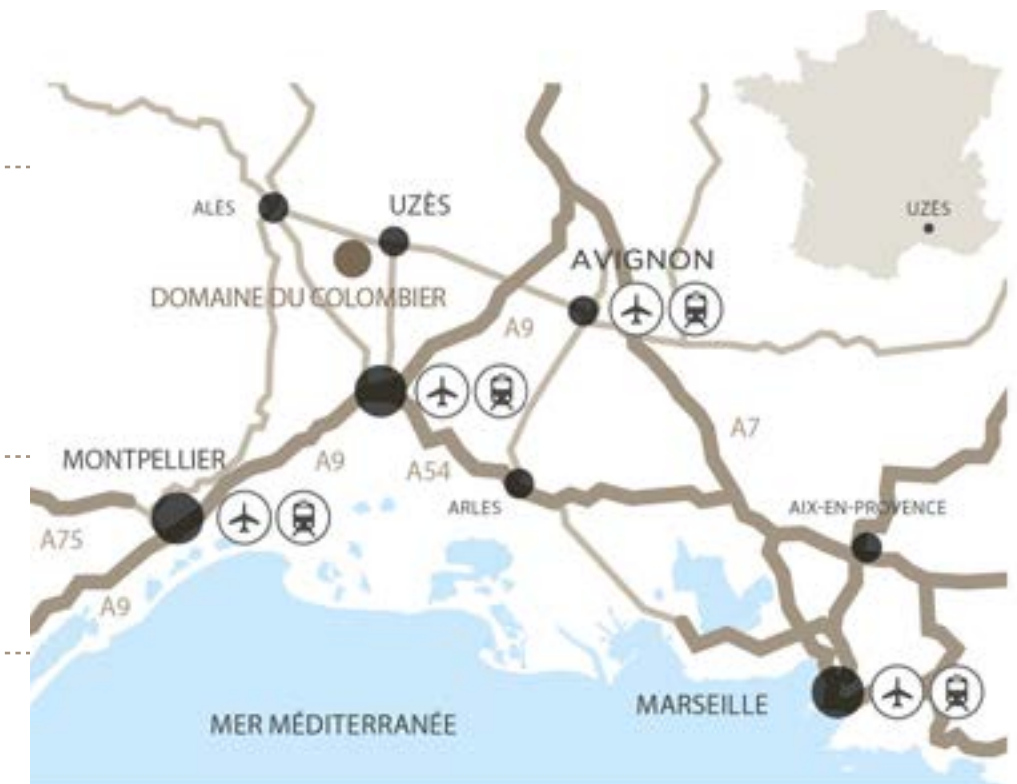 UZÈS
ALES
UZÈS
AVIGNON
DOMAINE DU COLOMBIER
A9
A7
MONTPELLIER
A9
A54
ARLES
AIX-EN-PROVENCE
A75
A9
MARSEILLE
MER MÉDITERRANÉE